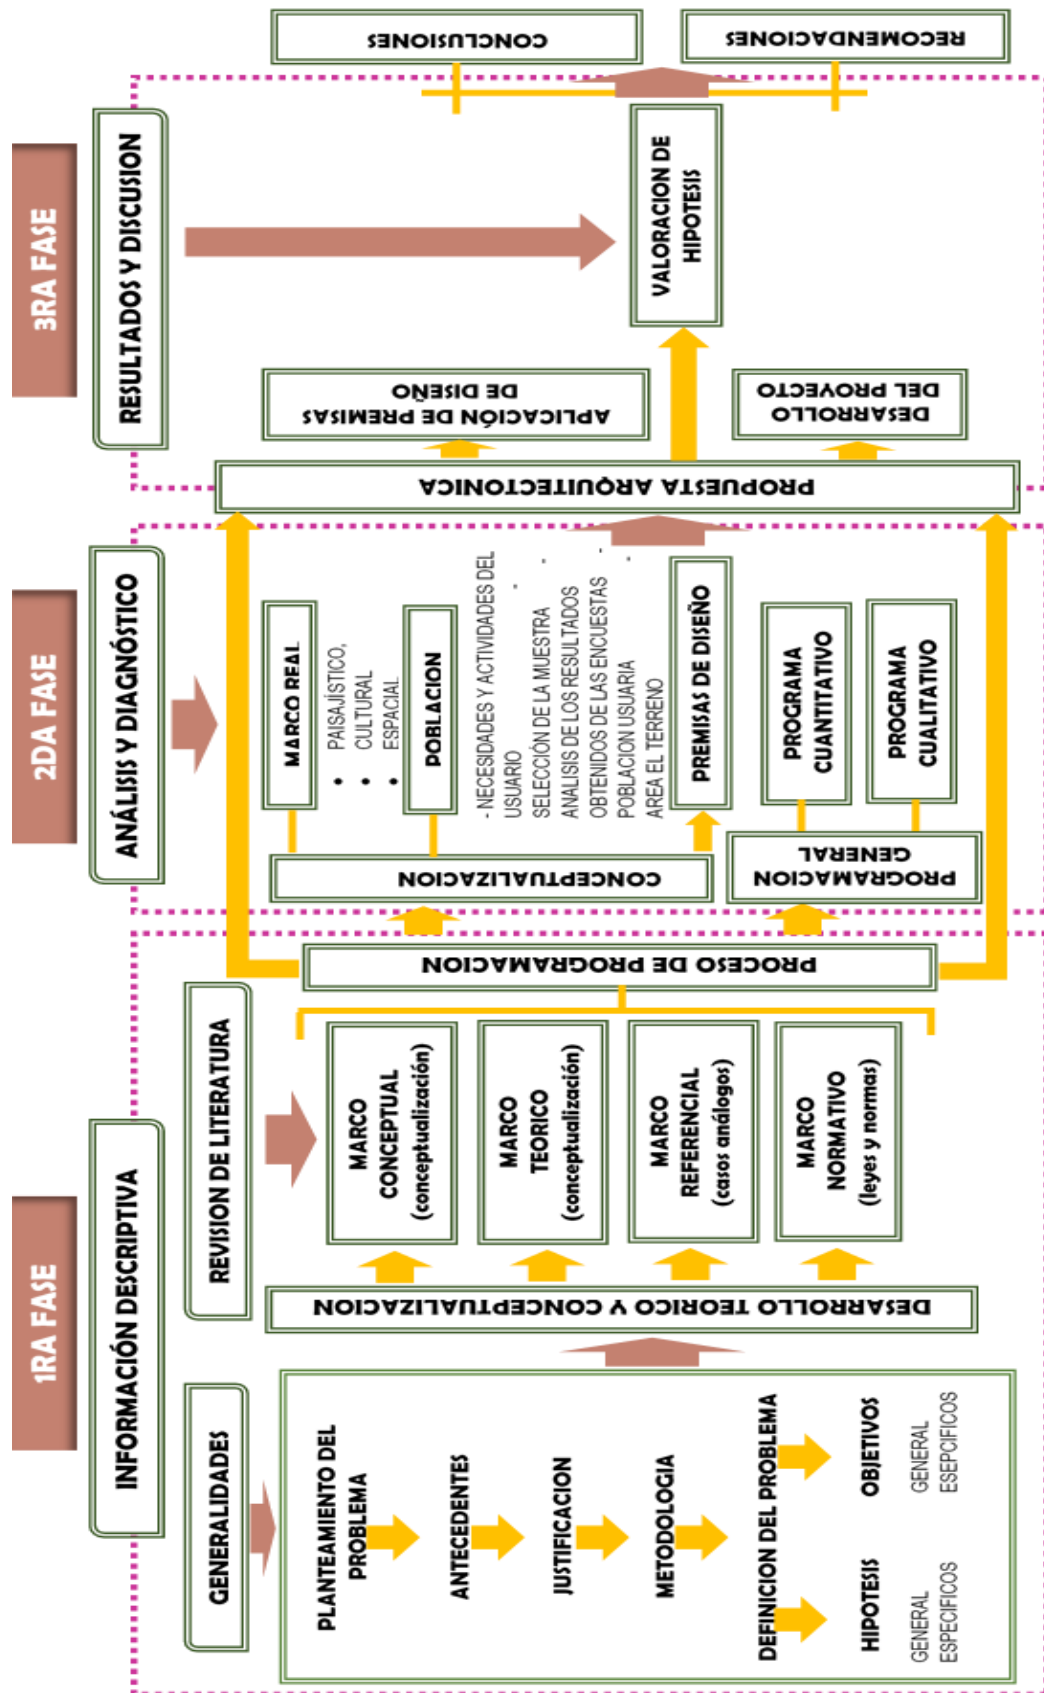 1RA FASE
INFORMACIÓN DESCRIPTIVA
GENERALIDADES
PLANTEAMIENTO DEL
PROBLEMA
ANTECEDENTES
JUSTIFICACION
METODOLOGIA
DEFINICION DEL PROBLEMA
HIPOTESIS
GENERAL
ESPECIFICOS
OBJETIVOS
GENERAL
ESEPCIFICOS
REVISION DE LITERATURA
DESARROLLO TEORICO Y CONCEPTUALIZACION
MARCO
CONCEPTUAL
(conceptualización)
MARCO
TEORICO
(conceptualización)
MARCO
REFERENCIAL
(casos análogos)
MARCO
NORMATIVO
(leyes y normas)
PROCESO DE PROGRAMACION
2DA FASE
ANÁLISIS Y DIAGNÓSTICO
CONCEPTUALIZACION
MARCO REAL
• PAISAJÍSTICO,
• CULTURAL
• ESPACIAL
POBLACION
- NECESIDADES Y ACTIVIDADES DEL
USUARIO -
SELECCIÓN DE LA MUESTRA -
ANALISIS DE LOS RESULTADOS
OBTENIDOS DE LAS ENCUESTAS -
POBLACION USUARIA -
AREA EL TERRENO
PREMISAS DE DISEÑO
PROGRAMACION
GENERAL
PROGRAMA
CUANTITATIVO
PROGRAMA
CUALITATIVO
3RA FASE
RESULTADOS Y DISCUSION
PROPUESTA ARQUITECTONICA
APLICACIÓN DE PREMISAS
DE DISEÑO
DESARROLLO
DEL PROYECTO
VALORACION DE
HIPOTESIS
CONCLUSIONES
RECOMENDACIONES